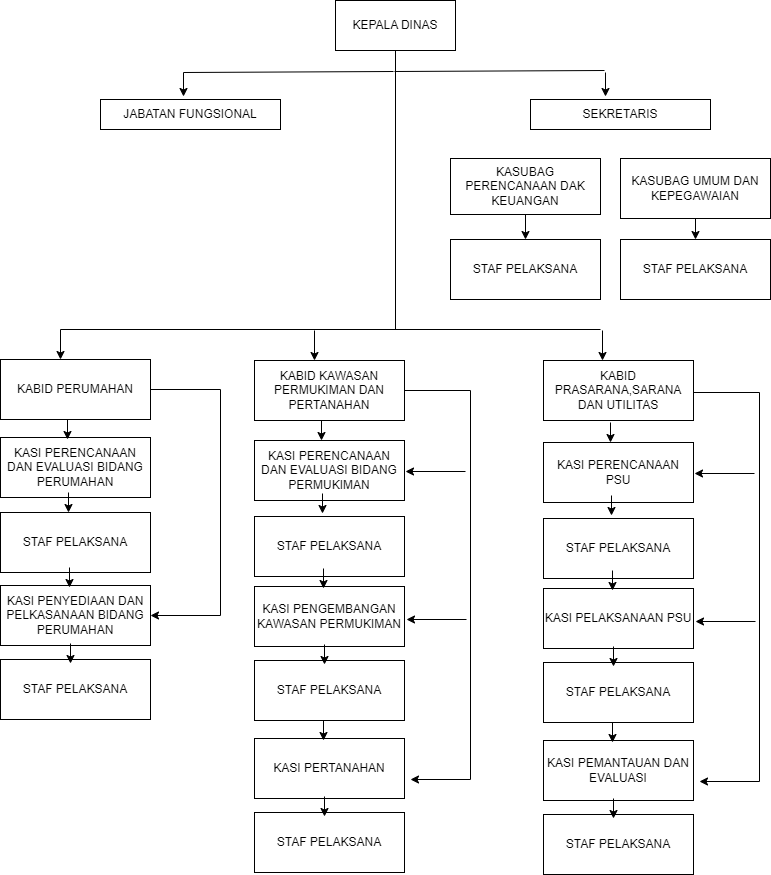 KEPALA DINAS
JABATAN FUNGSIONAL
SEKRETARIS
KASUBAG
PERENCANAAN DAK
KEUANGAN
KASUBAG UMUM DAN
KEPEGAWAIAN
STAF PELAKSANA
STAF PELAKSANA
KABID PERUMAHAN
KABID KAWASAN
PERMUKIMAN DAN
PERTANAHAN
KABID
PRASARANA,SARANA
DAN UTILITAS
KASI PERENCANAAN
DAN EVALUASI BIDANG
PERUMAHAN
KASI PERENCANAAN
DAN EVALUASI BIDANG
PERMUKIMAN
KASI PERENCANAAN
PSU
STAF PELAKSANA
STAF PELAKSANA
STAF PELAKSANA
KASI PENYEDIAAN DAN
PELKASANAAN BIDANG
PERUMAHAN
KASI PENGEMBANGAN
KAWASAN PERMUKIMAN
KASI PELAKSANAAN PSU
STAF PELAKSANA
STAF PELAKSANA
STAF PELAKSANA
KASI PERTANAHAN
KASI PEMANTAUAN DAN
EVALUASI
STAF PELAKSANA
STAF PELAKSANA